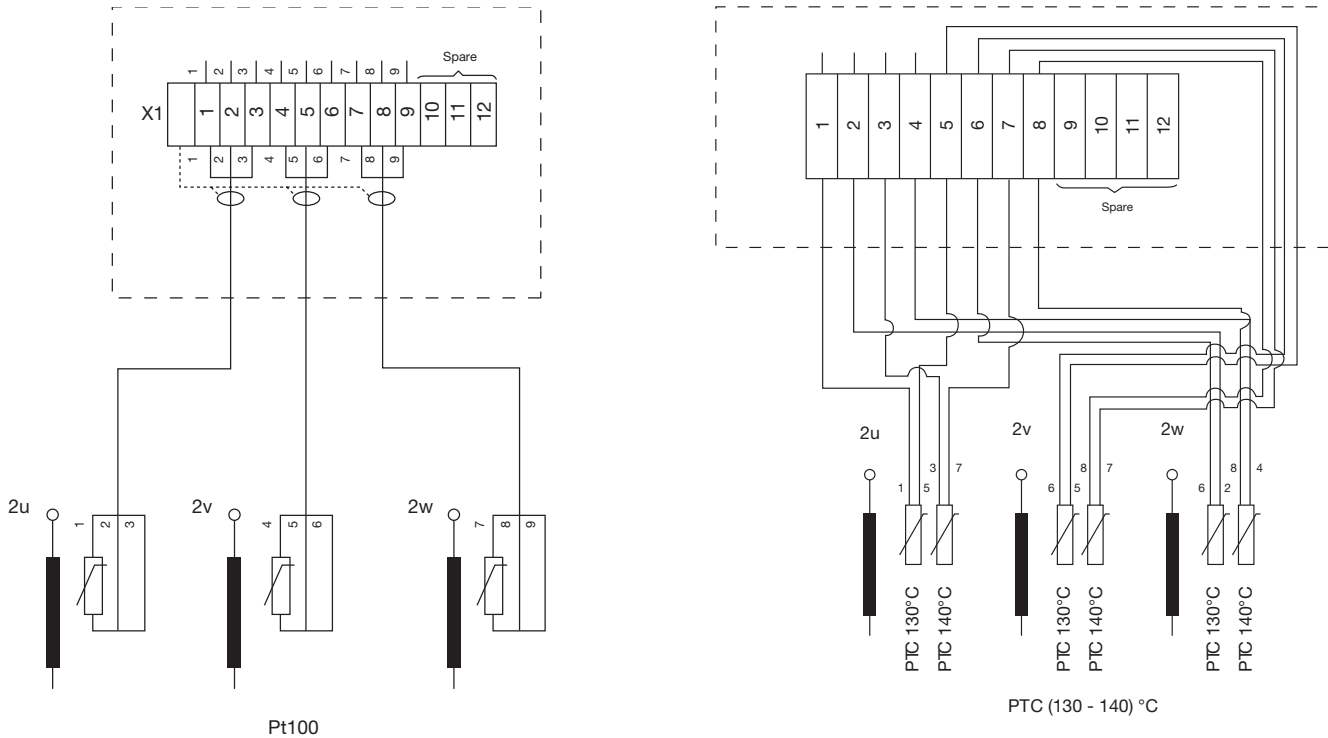 Spare
1 2 3 4 5 6 7 8 9
X1
1 2 3 4 5 6 7 8 9 10 11 12
1 2 3 4 5 6 7 8 9
2u
1 2 3
2v
4 5 6
2w
7 8 9
Pt100
1 2 3 4 5 6 7 8 9 10 11 12
Spare
2u
2v
2w
3 7
8 7
8 4
1 5
6 5
6 2
PTC 130°C
PTC 140°C
PTC 130°C
PTC 140°C
PTC 130°C
PTC 140°C
PTC (130 - 140) °C